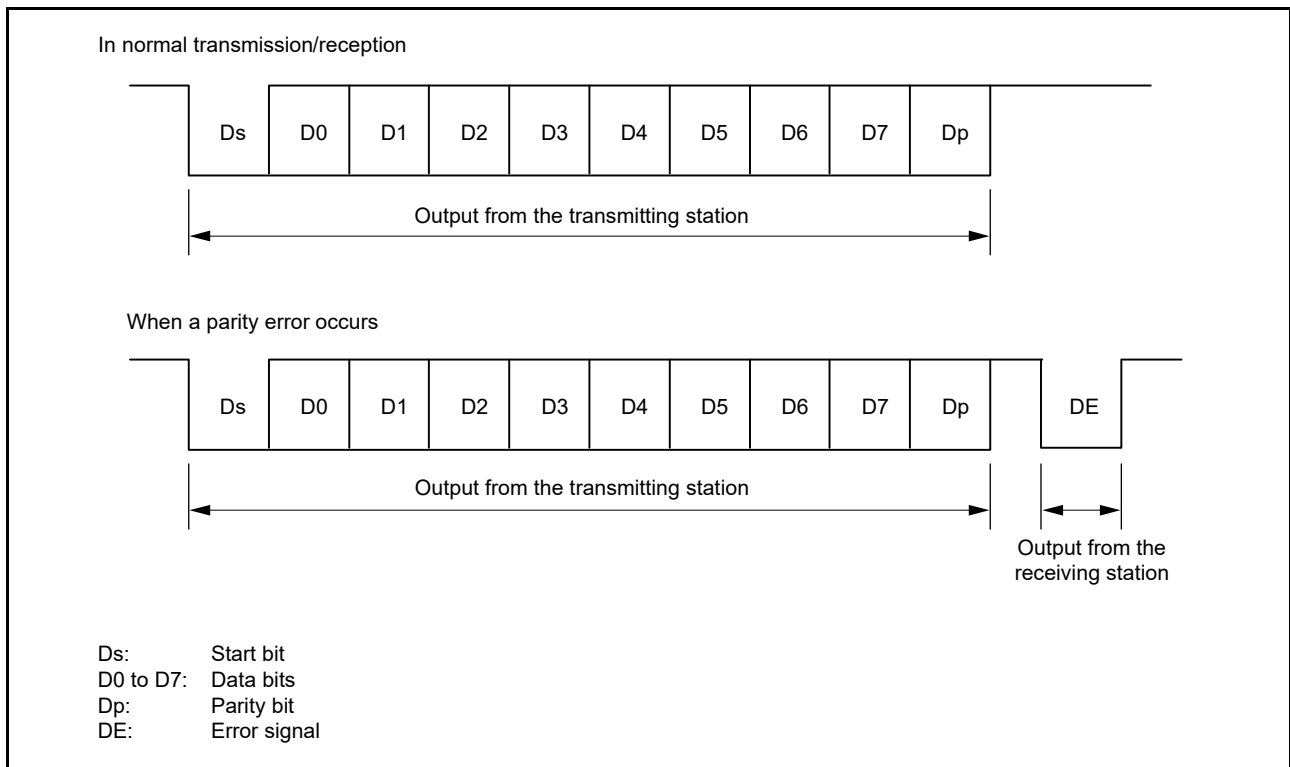 In normal transmission/reception
Ds D0 D1 D2 D3 D4 D5 D6 D7 Dp
Output from the transmitting station
When a parity error occurs
Ds D0 D1 D2 D3 D4 D5 D6 D7 Dp DE
Output from the transmitting station
Output from the
receiving station
Ds: Start bit
D0 to D7: Data bits
Dp: Parity bit
DE: Error signal